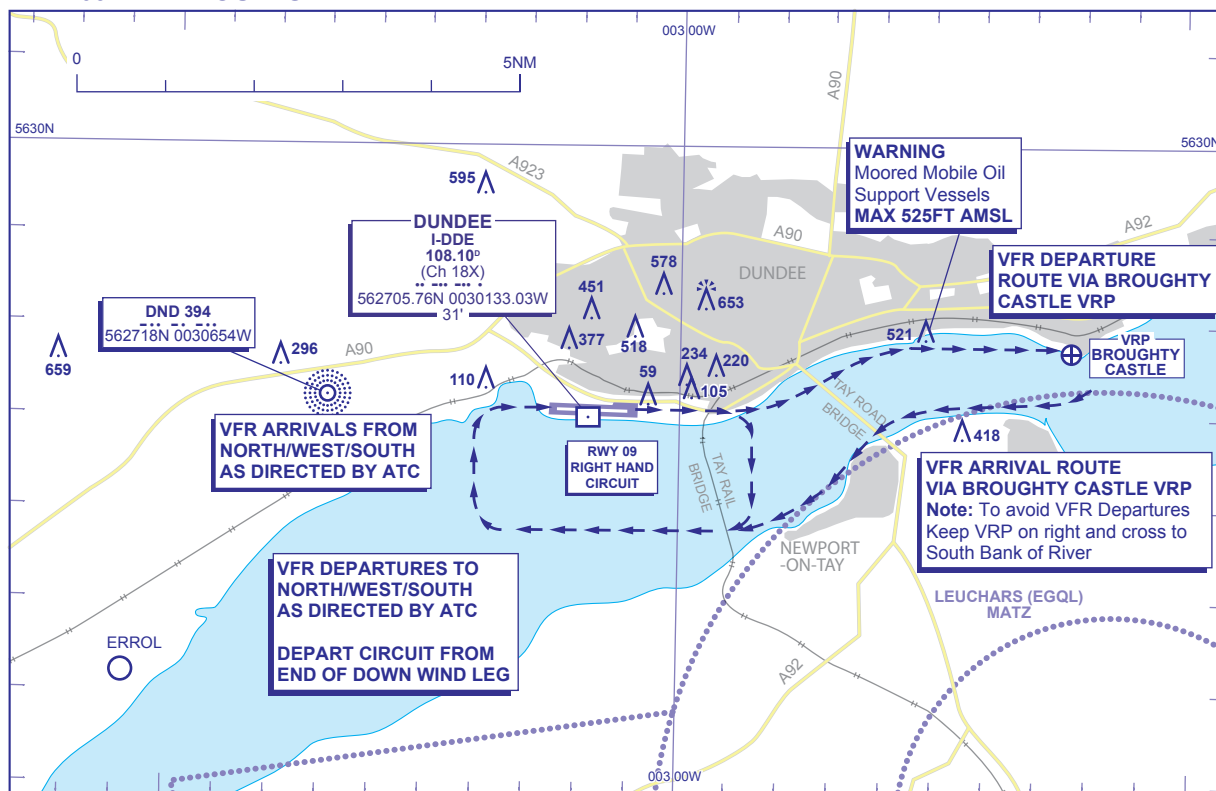 003 00W
0
5NM
A90
5630N
5630N
A923
595
WARNING
Moored Mobile Oil
Support Vessels
MAX 525FT AMSL
A92
DUNDEE
I-DDE
108.10ᴰ
(Ch 18X)
562705.76N 0030133.03W
31'
A90
578
DUNDEE
653
VFR DEPARTURE
ROUTE VIA BROUGHTY
CASTLE VRP
DND 394
562718N 0030654W
451
377
518
521
VRP
BROUGHTY
CASTLE
659
296
A90
234
220
59
105
110
TAY ROAD
BRIDGE
418
VFR ARRIVALS FROM
NORTH/WEST/SOUTH
AS DIRECTED BY ATC
RWY 09
RIGHT HAND
CIRCUIT
TAY RAIL
BRIDGE
VFR ARRIVAL ROUTE
VIA BROUGHTY CASTLE VRP
Note: To avoid VFR Departures
Keep VRP on right and cross to
South Bank of River
NEWPORT
-ON-TAY
VFR DEPARTURES TO
NORTH/WEST/SOUTH
AS DIRECTED BY ATC
DEPART CIRCUIT FROM
END OF DOWN WIND LEG
LEUCHARS (EGQL)
MATZ
ERROL
A92
003 00W